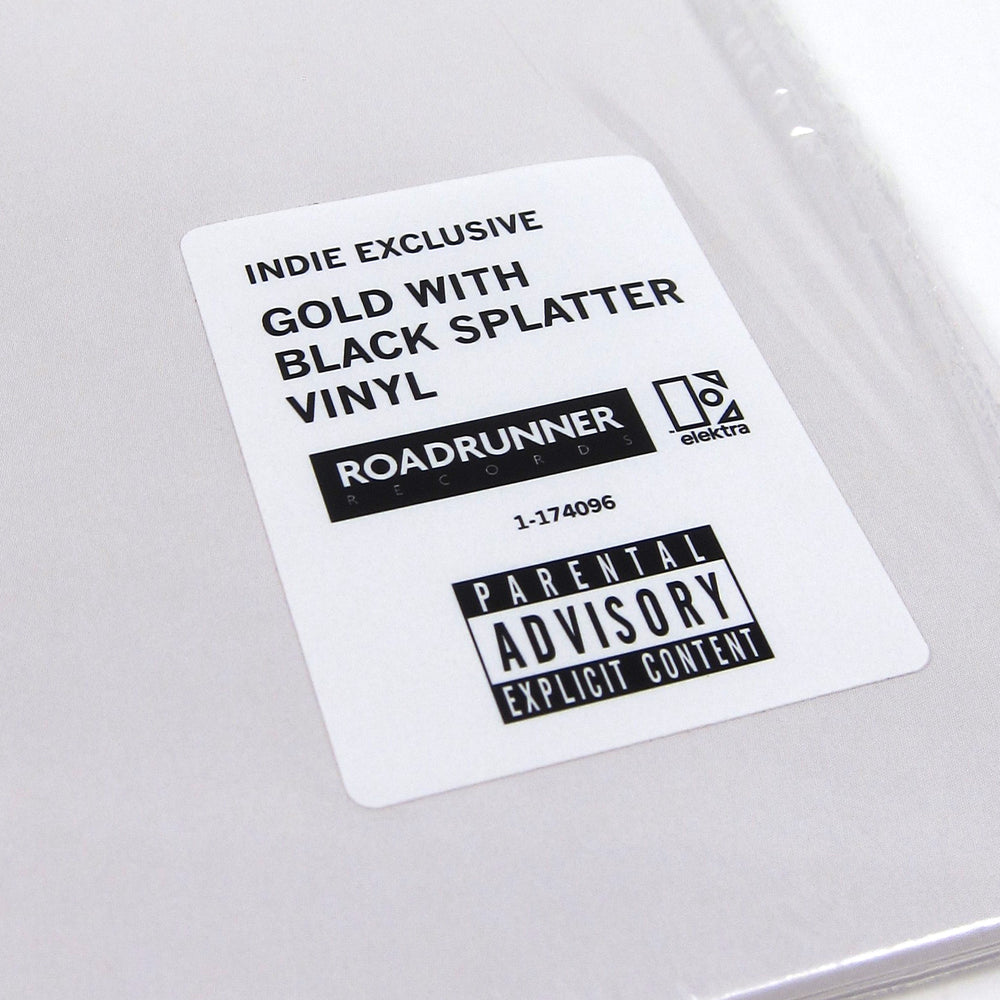 INDIE EXCLUSIVE
GOLD WITH
BLACK SPLATTER
VINYL
ROADRUNNER
RECORDS
elektra
1-174096
PARENTAL
ADVISORY
EXPLICIT CONTENT